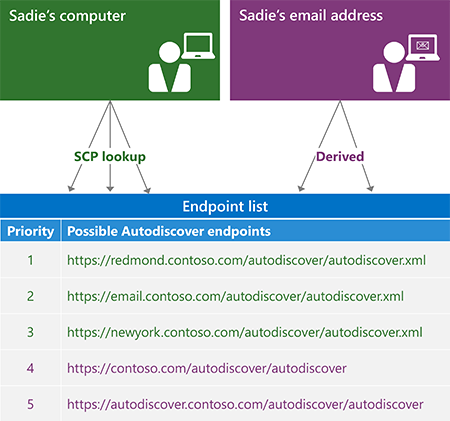 Sadie's computer
Sadie's email address
SCP lookup
Derived
Endpoint list
Priority Possible Autodiscover endpoints
1 https://redmond.contoso.com/autodiscover/autodiscover.xml
2 https://email.contoso.com/autodiscover/autodiscover.xml
3 https://newyork.contoso.com/autodiscover/autodiscover.xml
4 https://contoso.com/autodiscover/autodiscover
5 https://autodiscover.contoso.com/autodiscover/autodiscover